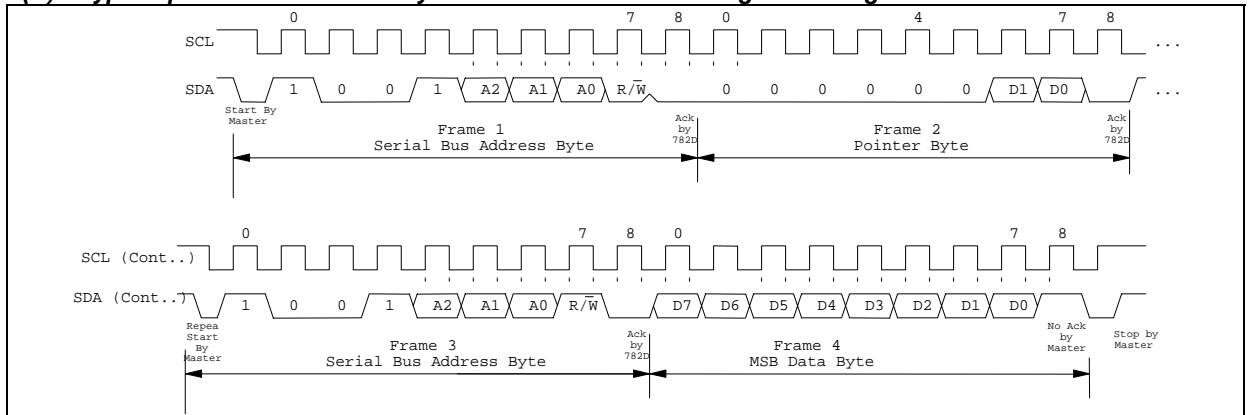 0 7 8 0 4 7 8
SCL ...
SDA 1 0 0 1 A2 A1 A0 R/W 0 0 0 0 0 0 D1 D0 ...
Start By
Master
Ack
by
782D
Ack
by
782D
Frame 1
Serial Bus Address Byte
Frame 2
Pointer Byte
0 7 8 0 7 8
SCL (Cont..)
SDA (Cont..) 1 0 0 1 A2 A1 A0 R/W D7 D6 D5 D4 D3 D2 D1 D0
Repea
Start
By
Master
Ack
by
782D
No Ack
by
Master
Stop by
Master
Frame 3
Serial Bus Address Byte
Frame 4
MSB Data Byte